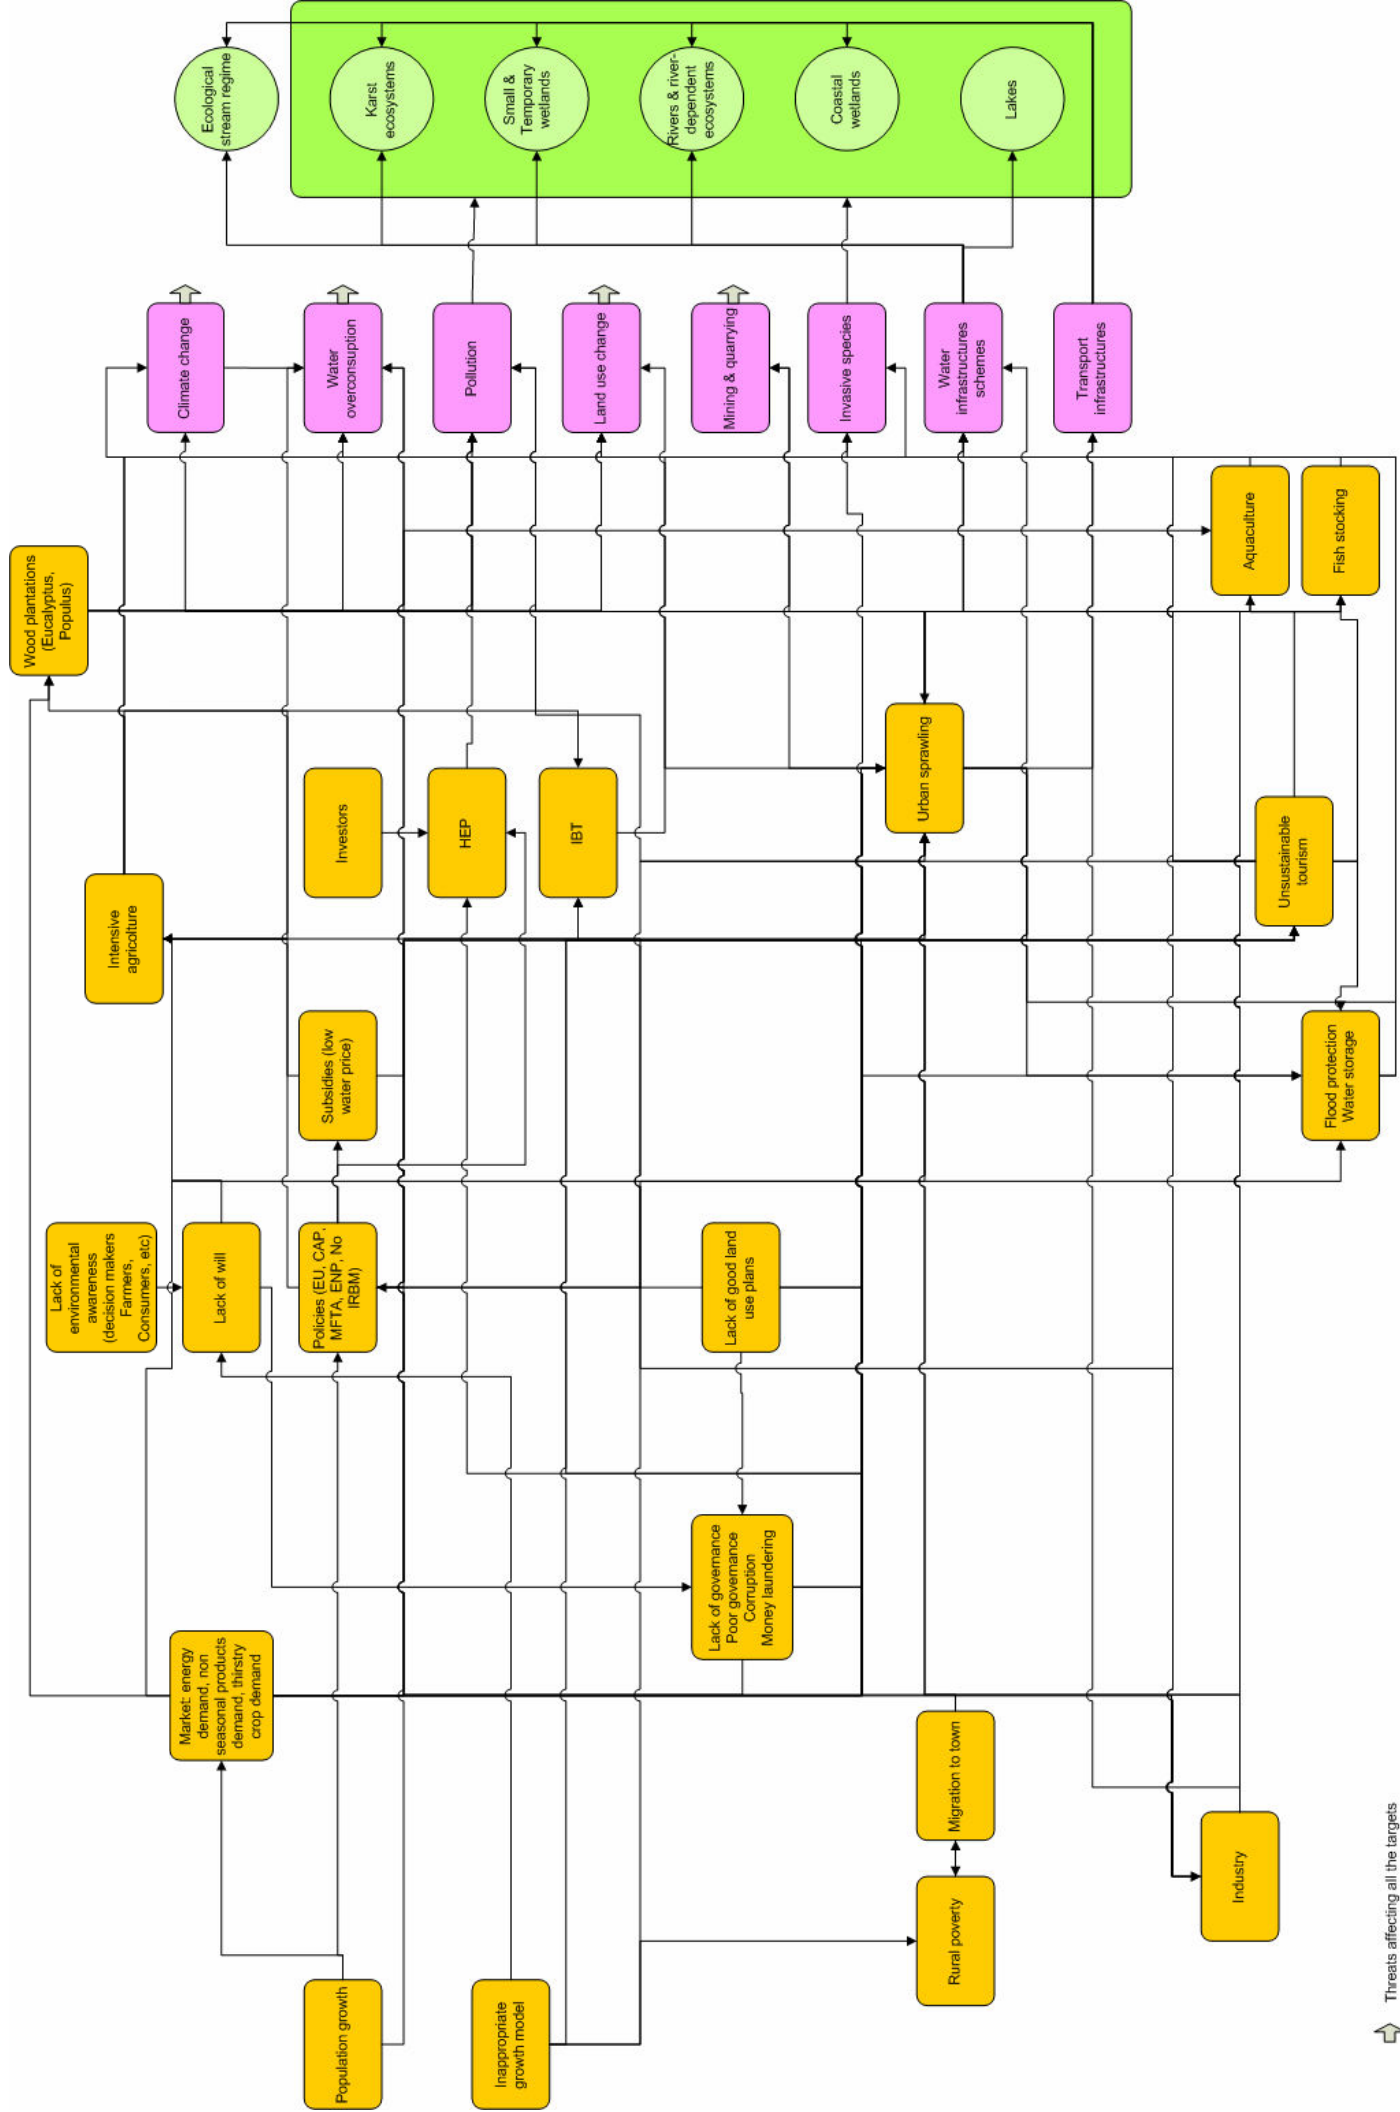 Ecological
stream regime
Karst
ecosystems
Small &
Temporary
wetlands
Rivers & river-
dependent
ecosystems
Coastal
wetlands
Lakes
Climate change
Water
overconsuption
Pollution
Land use change
Mining & quarrying
Invasive species
Water
infrastructures
schemes
Transport
infrastructures
Wood plantations
(Eucalyptus,
Populus)
Aquaculture
Fish stocking
Intensive
agricolture
Investors
HEP
IBT
Urban sprawling
Unsustainable
tourism
Subsidies (low
water price)
Flood protection
Water storage
Lack of
environmental
awareness
(decision makers
Farmers,
Consumers, etc)
Lack of will
Policies (EU, CAP,
MFTA, ENP, No
IRBM)
Lack of good land
use plans
Market: energy
demand, non
seasonal products
demand, thirstry
crop demand
Lack of governance
Poor governance
Corruption
Money laundering
Migration to town
Population growth
Inappropriate
growth model
Rural poverty
Industry
Threats affecting all the targets